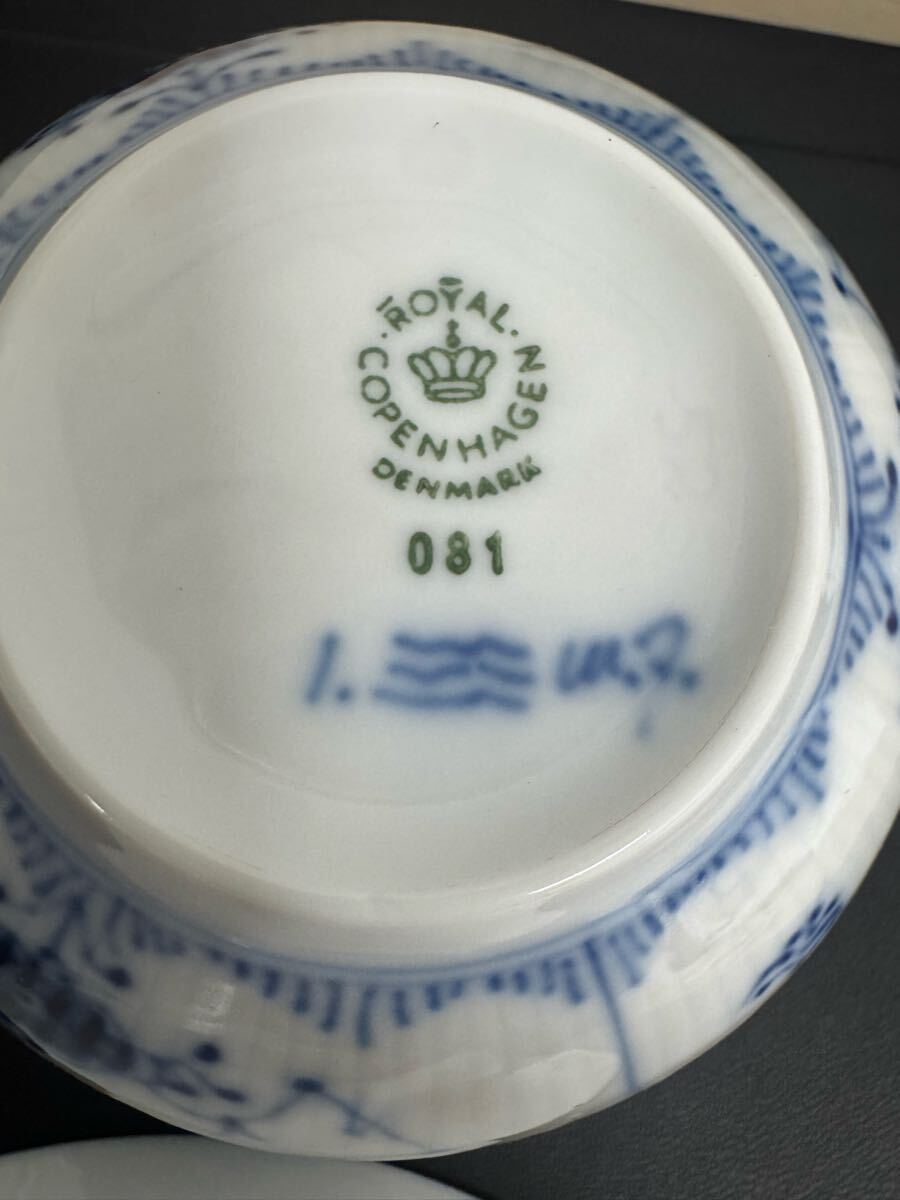 ROYAL
COPENHAGEN
DENMARK
081
1.